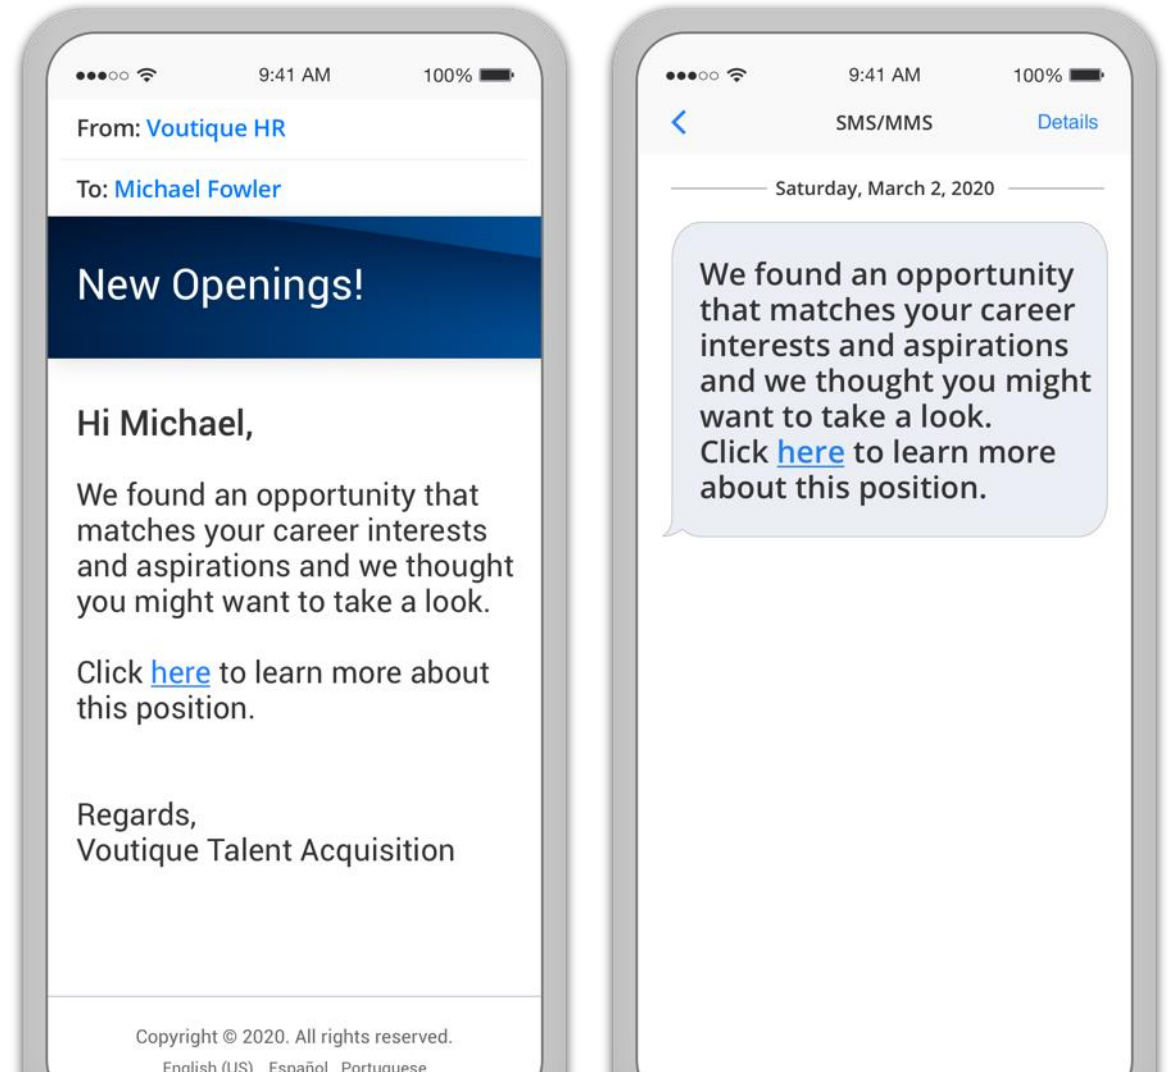 9:41 AM 100%
From: Voutique HR
To: Michael Fowler
New Openings!
Hi Michael,
We found an opportunity that
matches your career interests
and aspirations and we thought
you might want to take a look.
Click here to learn more about
this position.
Regards,
Voutique Talent Acquisition
Copyright © 2020. All rights reserved.
English (US) Español Portuguese
9:41 AM 100%
SMS/MMS Details
Saturday, March 2, 2020
We found an opportunity
that matches your career
interests and aspirations
and we thought you might
want to take a look.
Click here to learn more
about this position.